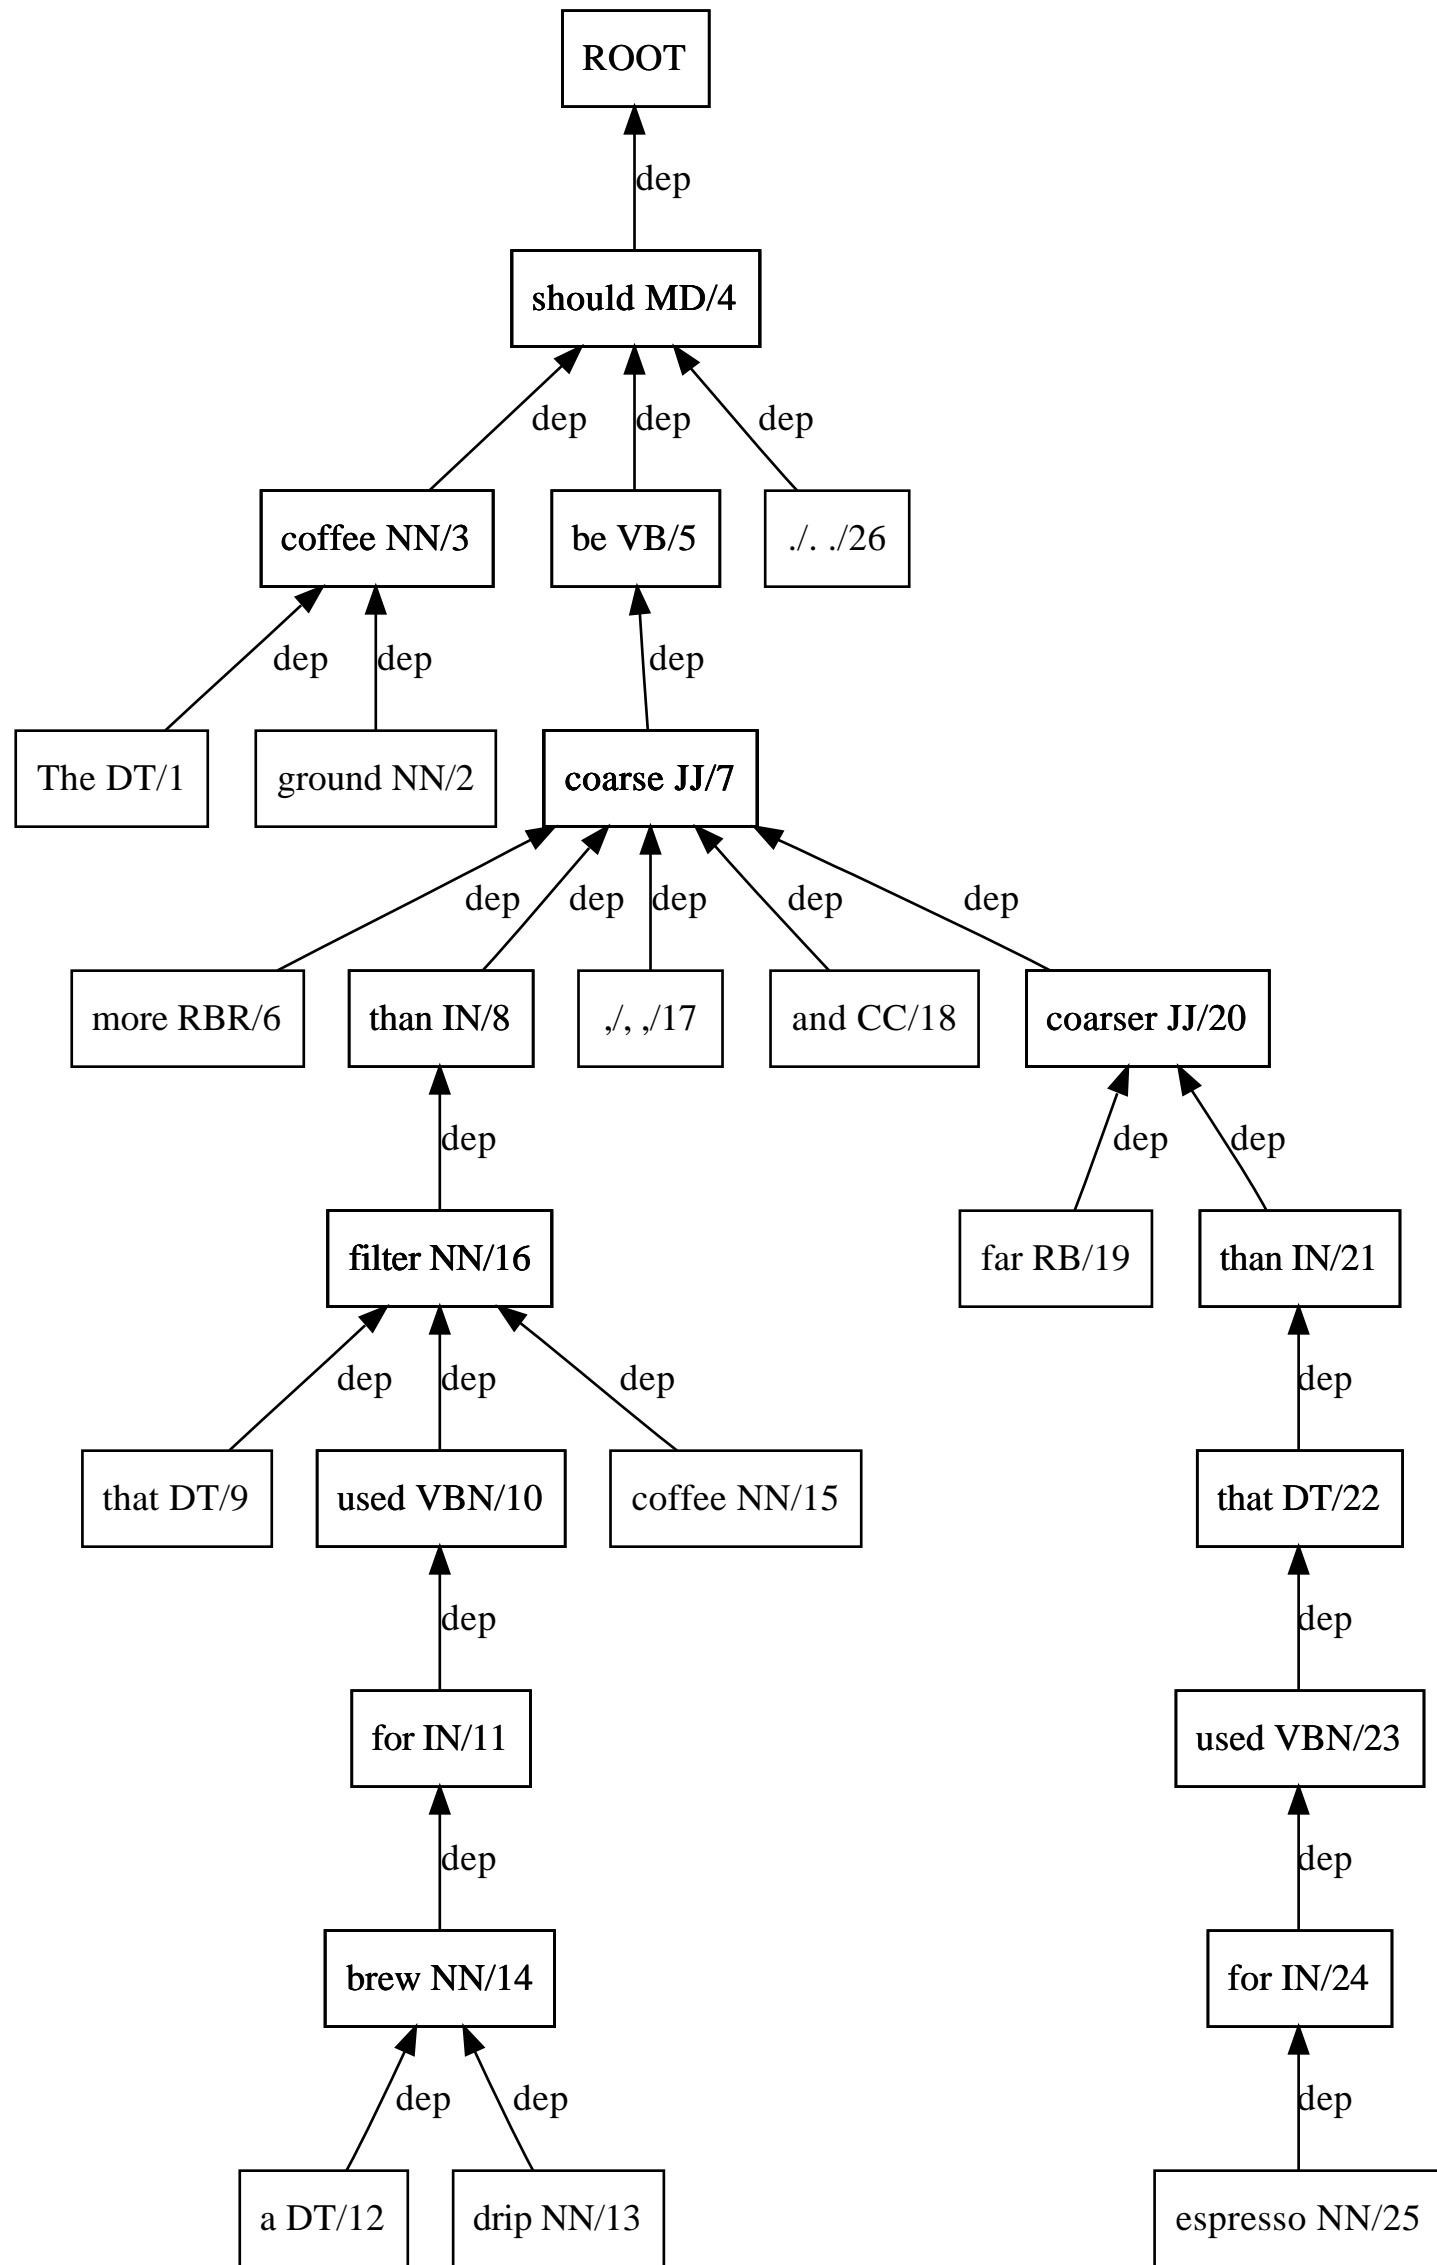 ROOT
dep
should MD/4
dep dep dep
coffee NN/3 be VB/5 ./. ./26
dep dep dep
The DT/1 ground NN/2 coarse JJ/7
dep dep dep dep dep
more RBR/6 than IN/8 ,/, ,/17 and CC/18 coarser JJ/20
dep dep dep
filter NN/16 far RB/19 than IN/21
dep dep dep dep
that DT/9 used VBN/10 coffee NN/15 that DT/22
dep dep
for IN/11 used VBN/23
dep dep
brew NN/14 for IN/24
dep dep dep
a DT/12 drip NN/13 espresso NN/25